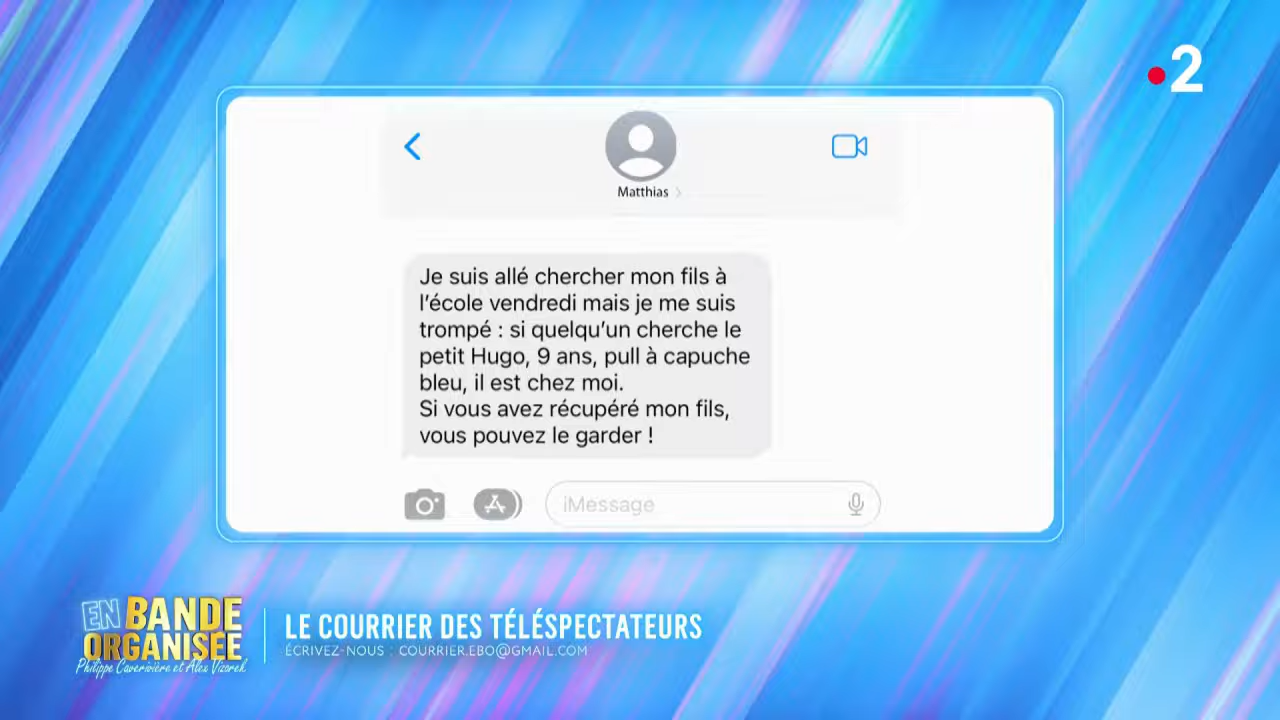 2
Matthias
Je suis allé chercher mon fils à
l'école vendredi mais je me suis
trompé : si quelqu'un cherche le
petit Hugo, 9 ans, pull à capuche
bleu, il est chez moi.
Si vous avez récupéré mon fils,
vous pouvez le garder !
iMessage
EN BANDE
ORGANISÉE
Philippe Caverivière et Alex Vizorek
LE COURRIER DES TÉLÉSPECTATEURS
ÉCRIVEZ-NOUS : COURRIER.EBO@GMAIL.COM